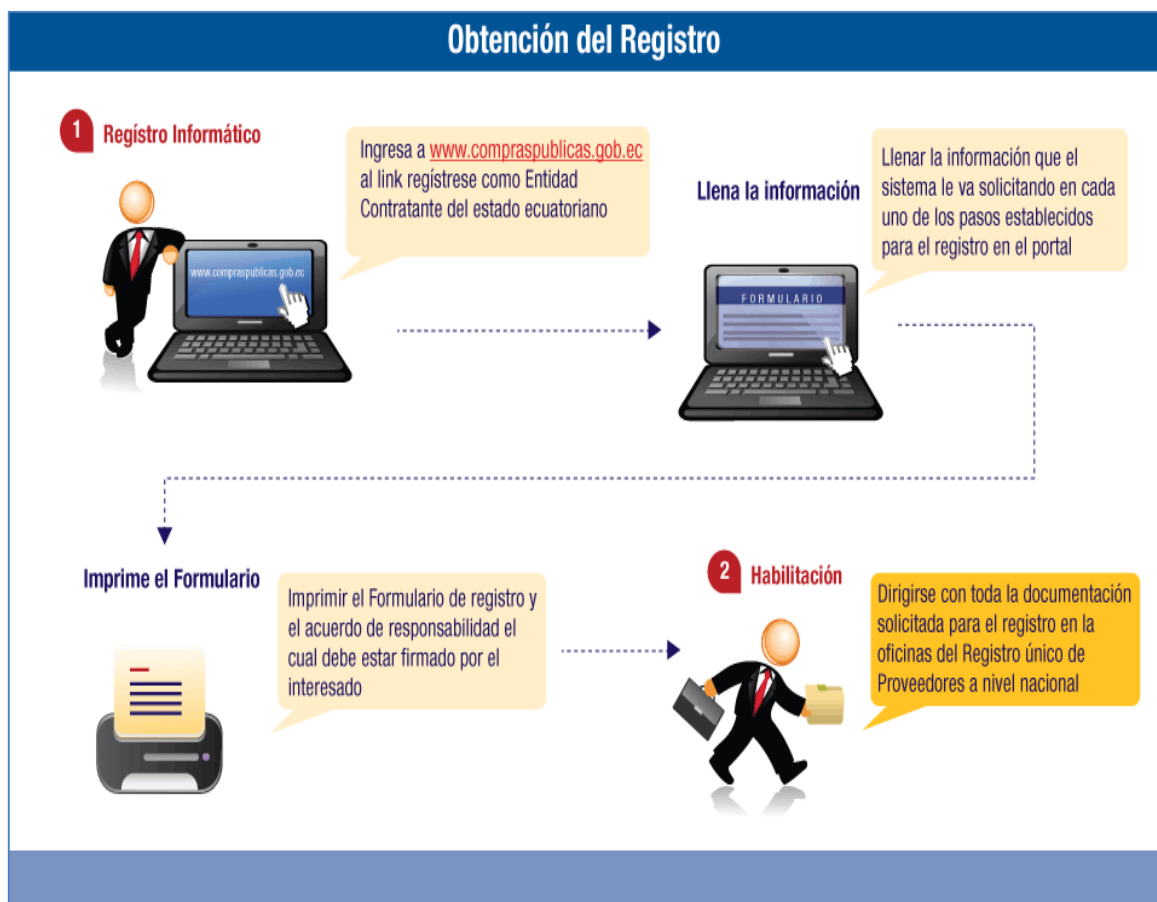 Obtención del Registro
1 Regístro Informático
Ingresa a www.compraspublicas.gob.ec
al link regístrese como Entidad
Contratante del estado ecuatoriano
www.compraspublicas.gob.ec
Llena la información
Llenar la información que el
sistema le va solicitando en cada
uno de los pasos establecidos
para el registro en el portal
FORMULARIO
Imprime el Formulario
Imprimir el Formulario de registro y
el acuerdo de responsabilidad el
cual debe estar firmado por el
interesado
2 Habilitación
Dirigirse con toda la documentación
solicitada para el registro en la
oficinas del Registro único de
Proveedores a nivel nacional